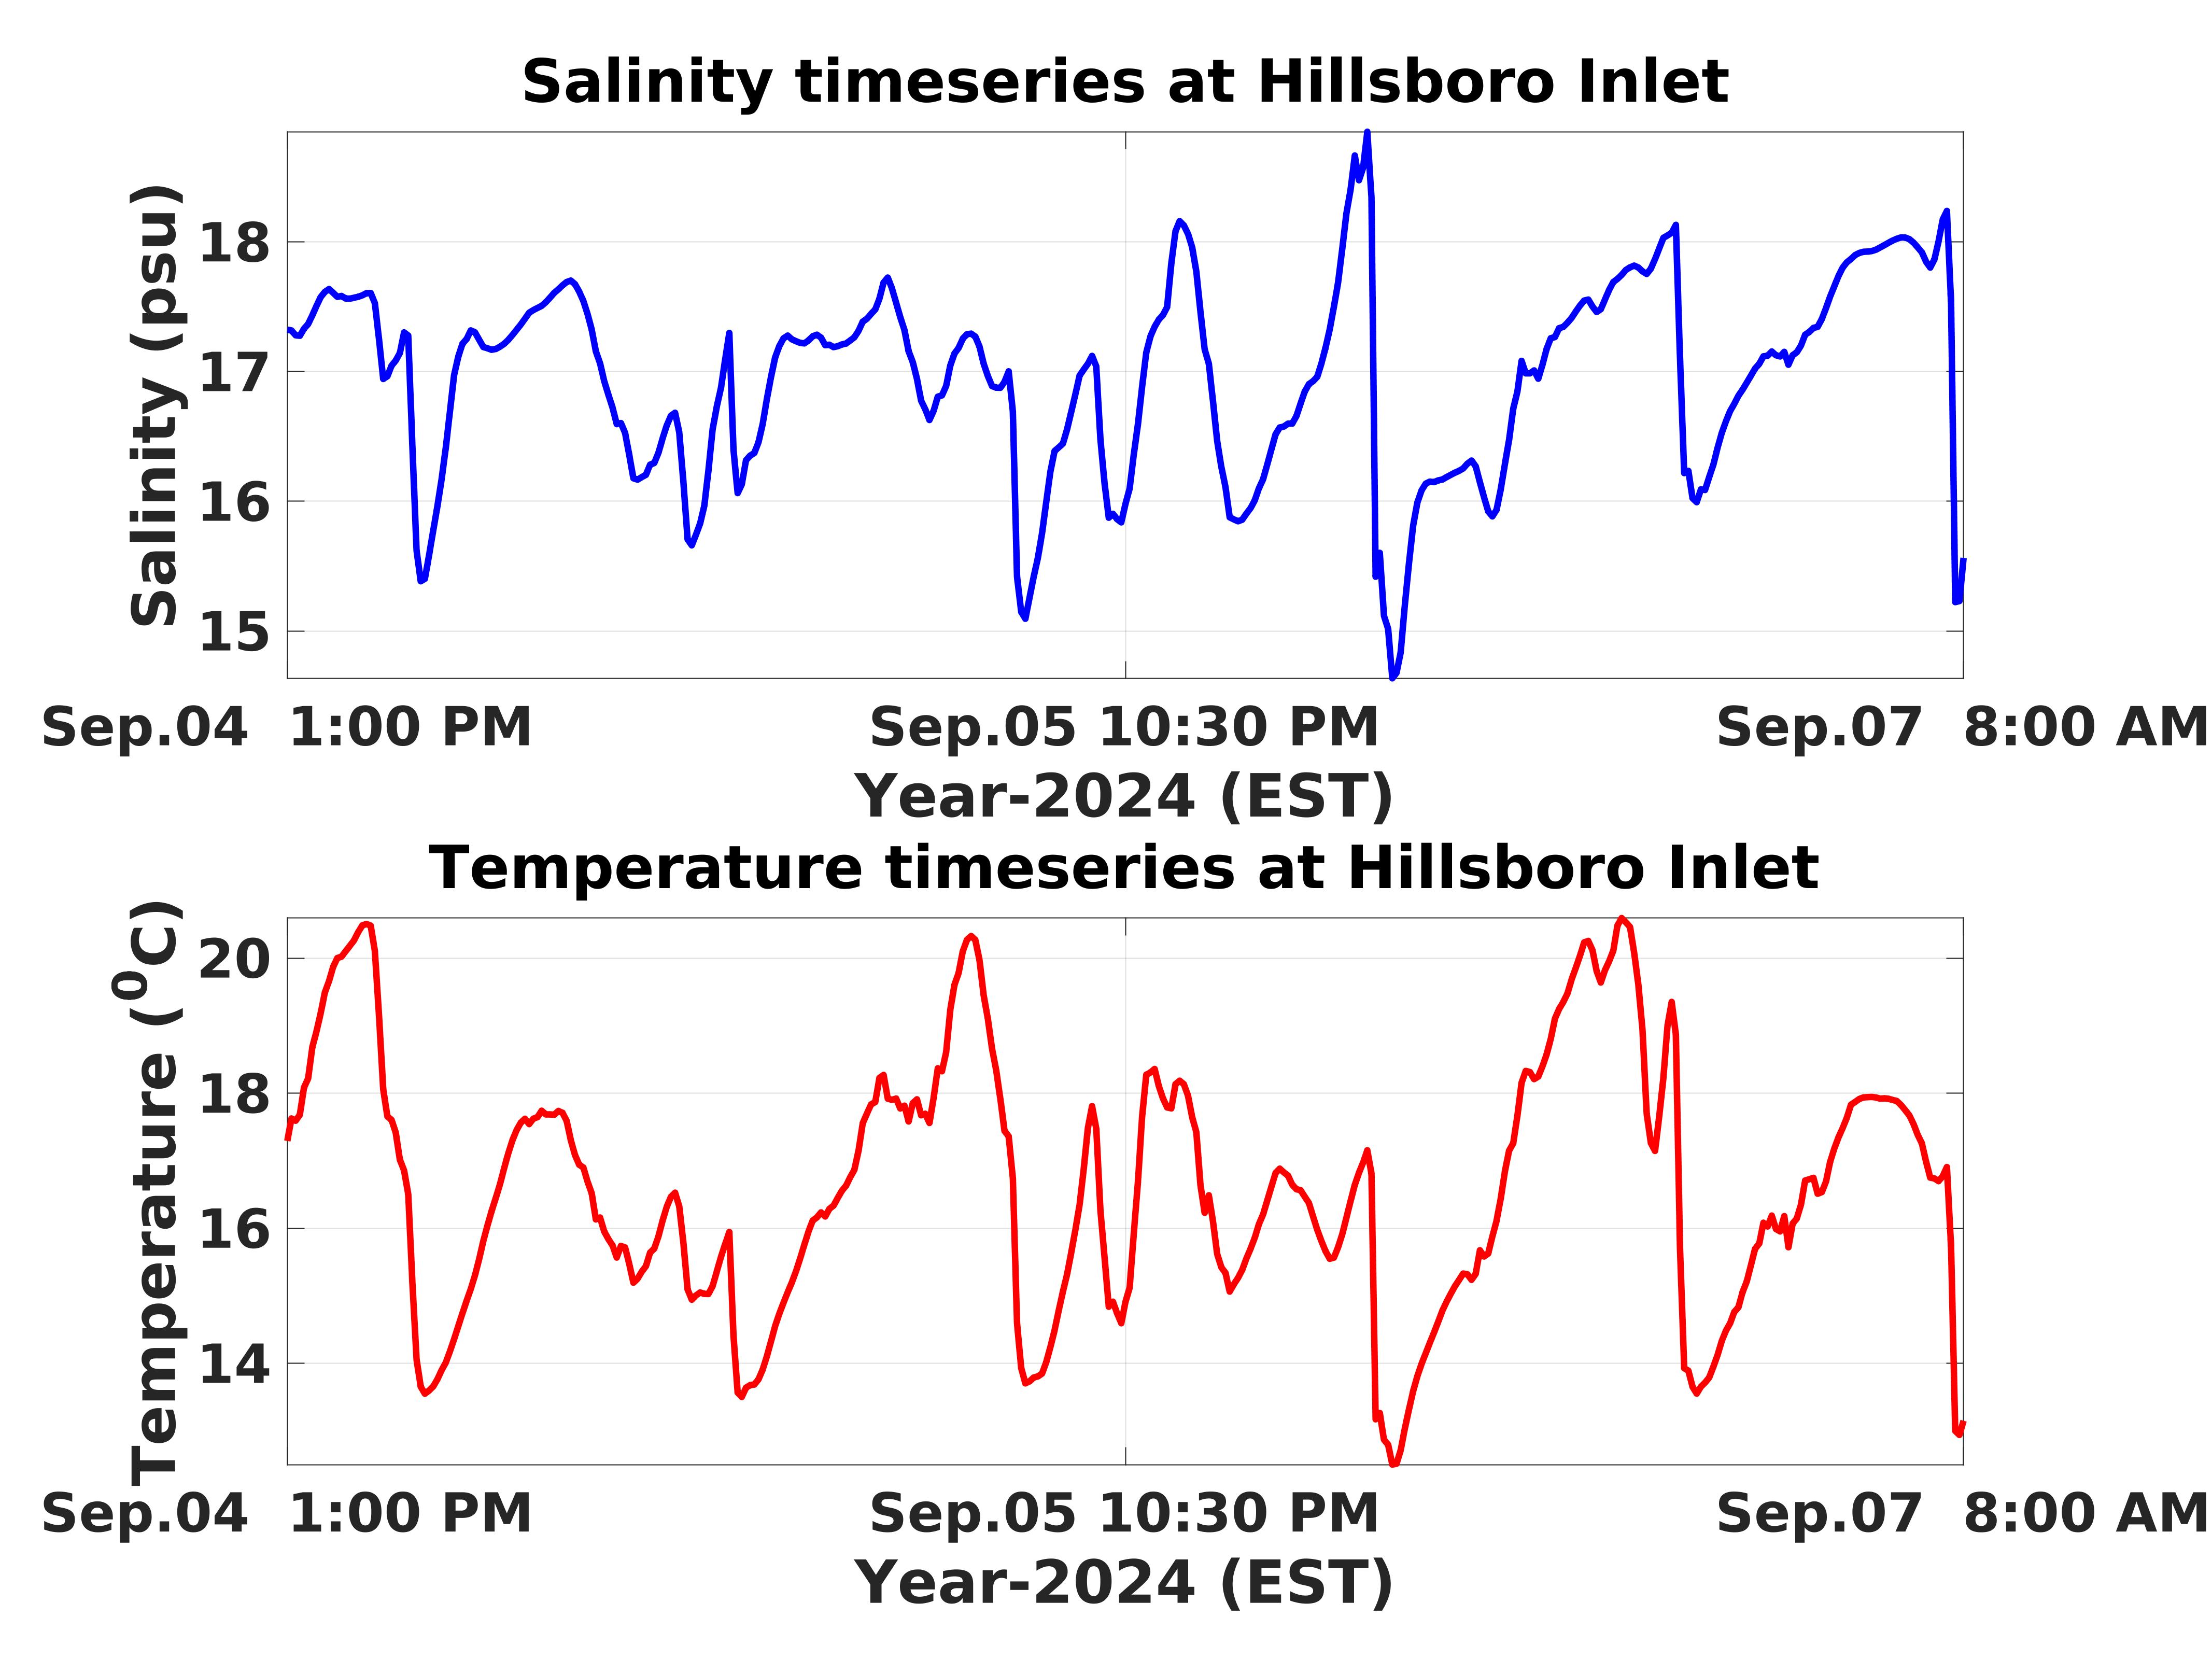 Salinity timeseries at Hillsboro Inlet
Salinity (psu)
18
17
16
15
Sep.04 1:00 PM Sep.05 10:30 PM Sep.07 8:00 AM
Year-2024 (EST)
Temperature timeseries at Hillsboro Inlet
Temperature (⁰C)
20
18
16
14
Sep.04 1:00 PM Sep.05 10:30 PM Sep.07 8:00 AM
Year-2024 (EST)